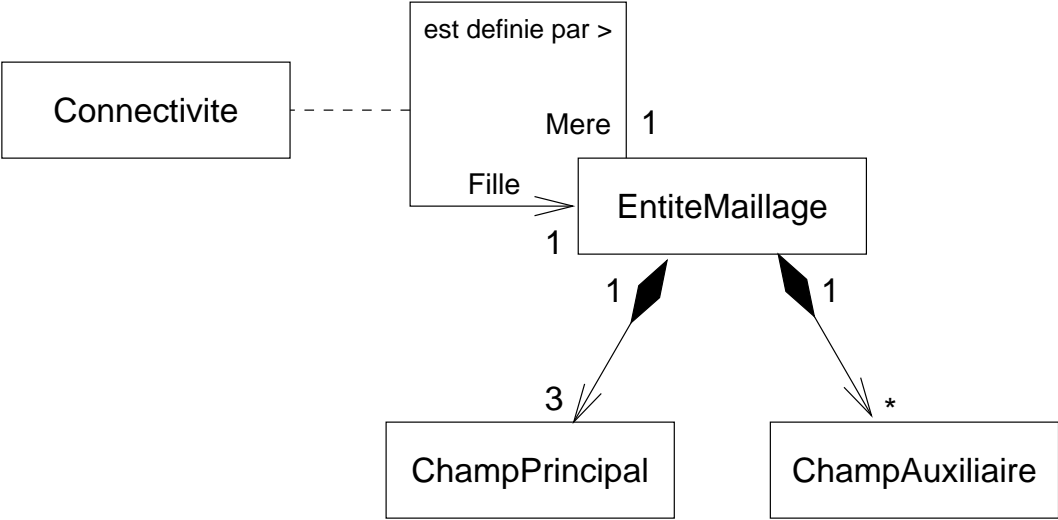 est definie par >
Connectivite
Mere 1
Fille
EntiteMaillage
1
1 1
3 *
ChampPrincipal ChampAuxiliaire